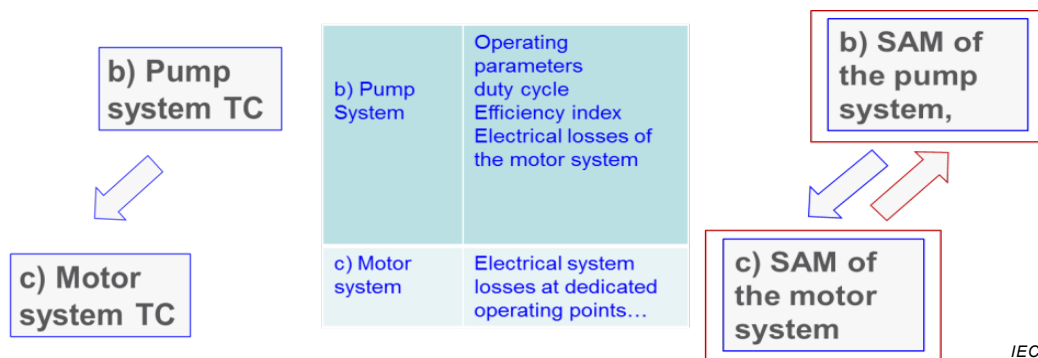 b) Pump
system TC
c) Motor
system TC
b) Pump
System
Operating
parameters
duty cycle
Efficiency index
Electrical losses of
the motor system
c) Motor
system
Electrical system
losses at dedicated
operating points…
b) SAM of
the pump
system,
c) SAM of
the motor
system
IEC